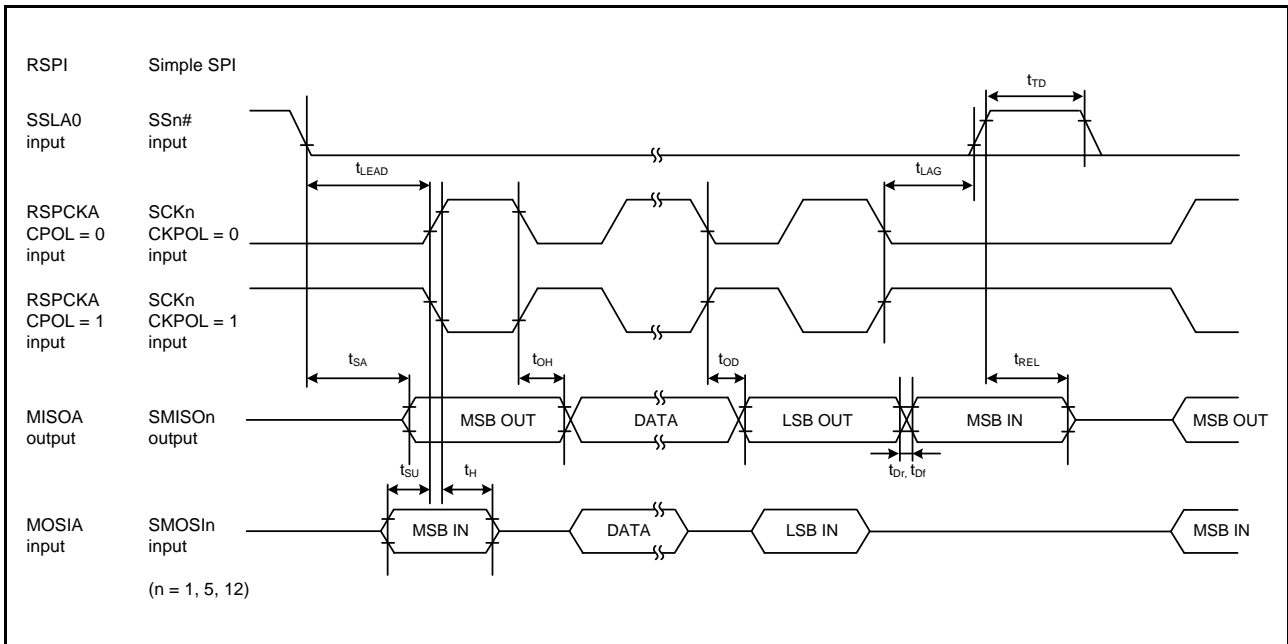 RSPI Simple SPI
tTD
SSLA0 SSn#
input input
tLEAD tLAG
RSPCKA SCKn
CPOL = 0 CKPOL = 0
input input
RSPCKA SCKn
CPOL = 1 CKPOL = 1
input input
tSA tOH tOD tREL
MISOA SMISOn MSB OUT DATA LSB OUT MSB IN MSB OUT
output output
tSU tH tDr, tDf
MOSIA SMOSIn MSB IN DATA LSB IN MSB IN
input input
(n = 1, 5, 12)